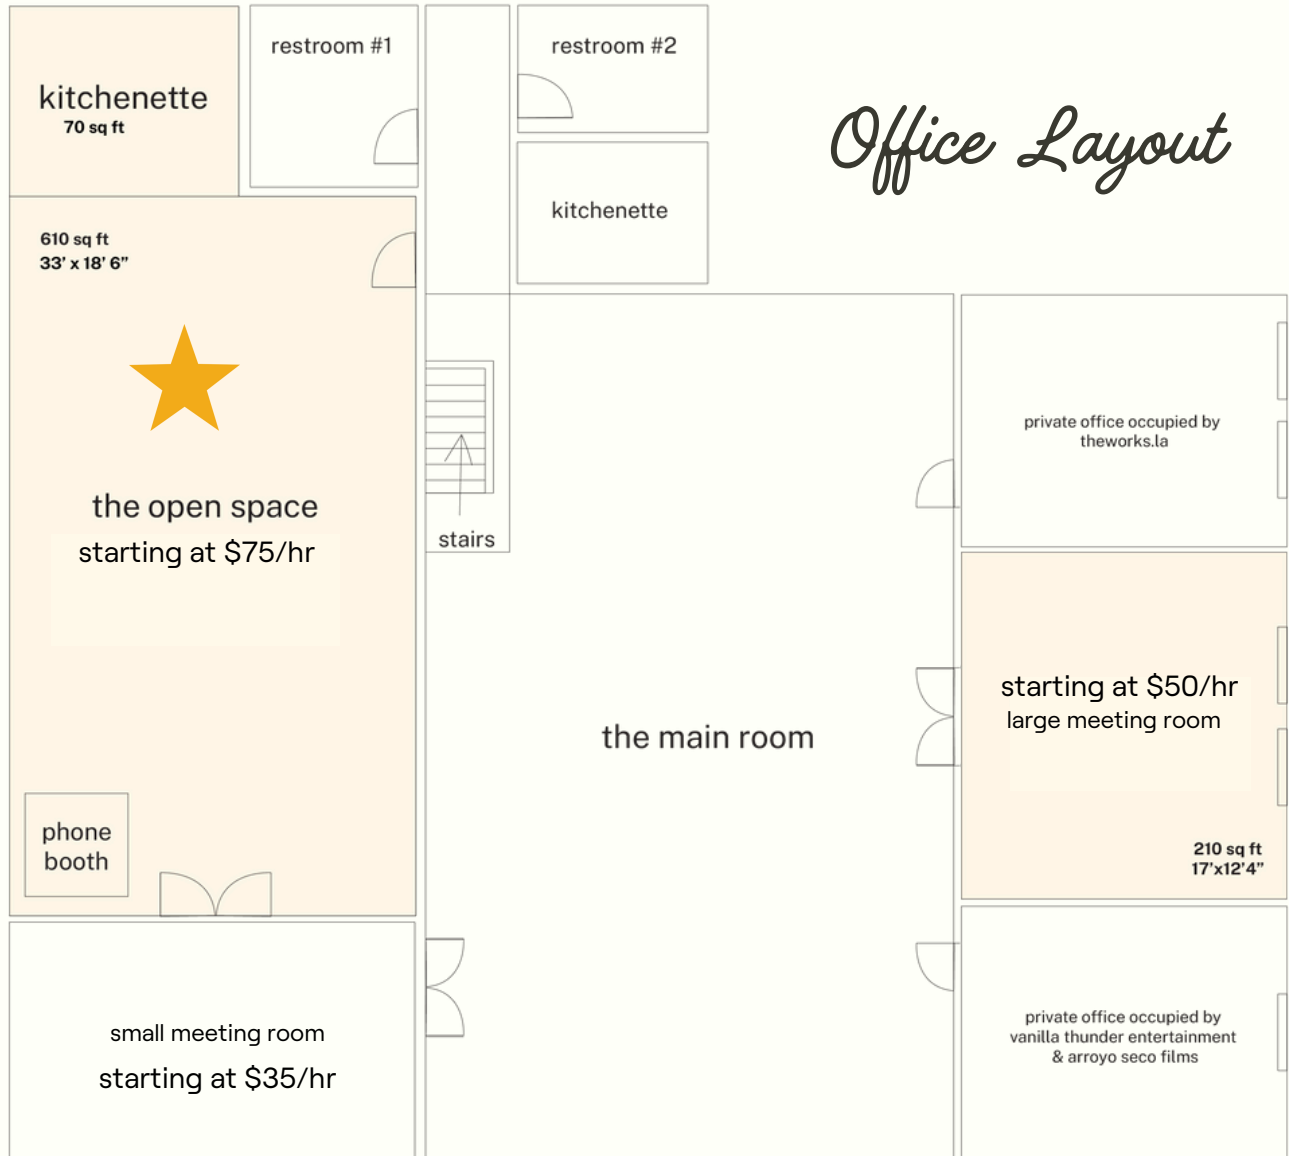 Office Layout
kitchenette
70 sq ft
restroom #1
restroom #2
kitchenette
610 sq ft
33’ x 18’ 6”
the open space
starting at $75/hr
phone
booth
stairs
the main room
private office occupied by
theworks.la
starting at $50/hr
large meeting room
210 sq ft
17’x12’4”
small meeting room
starting at $35/hr
private office occupied by
vanilla thunder entertainment
& arroyo seco films